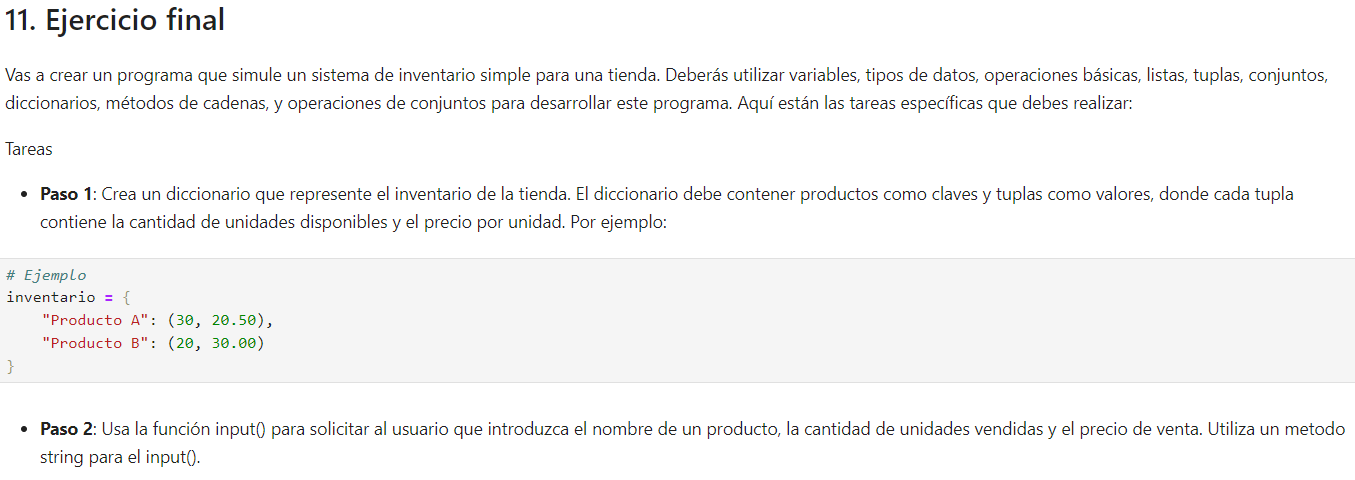 11. Ejercicio final
Vas a crear un programa que simule un sistema de inventario simple para una tienda. Deberás utilizar variables, tipos de datos, operaciones básicas, listas, tuplas, conjuntos,
diccionarios, métodos de cadenas, y operaciones de conjuntos para desarrollar este programa. Aquí están las tareas específicas que debes realizar:
Tareas
• Paso 1: Crea un diccionario que represente el inventario de la tienda. El diccionario debe contener productos como claves y tuplas como valores, donde cada tupla
contiene la cantidad de unidades disponibles y el precio por unidad. Por ejemplo:
# Ejemplo
inventario = {
    "Producto A": (30, 20.50),
    "Producto B": (20, 30.00)
}
• Paso 2: Usa la función input() para solicitar al usuario que introduzca el nombre de un producto, la cantidad de unidades vendidas y el precio de venta. Utiliza un metodo
string para el input().